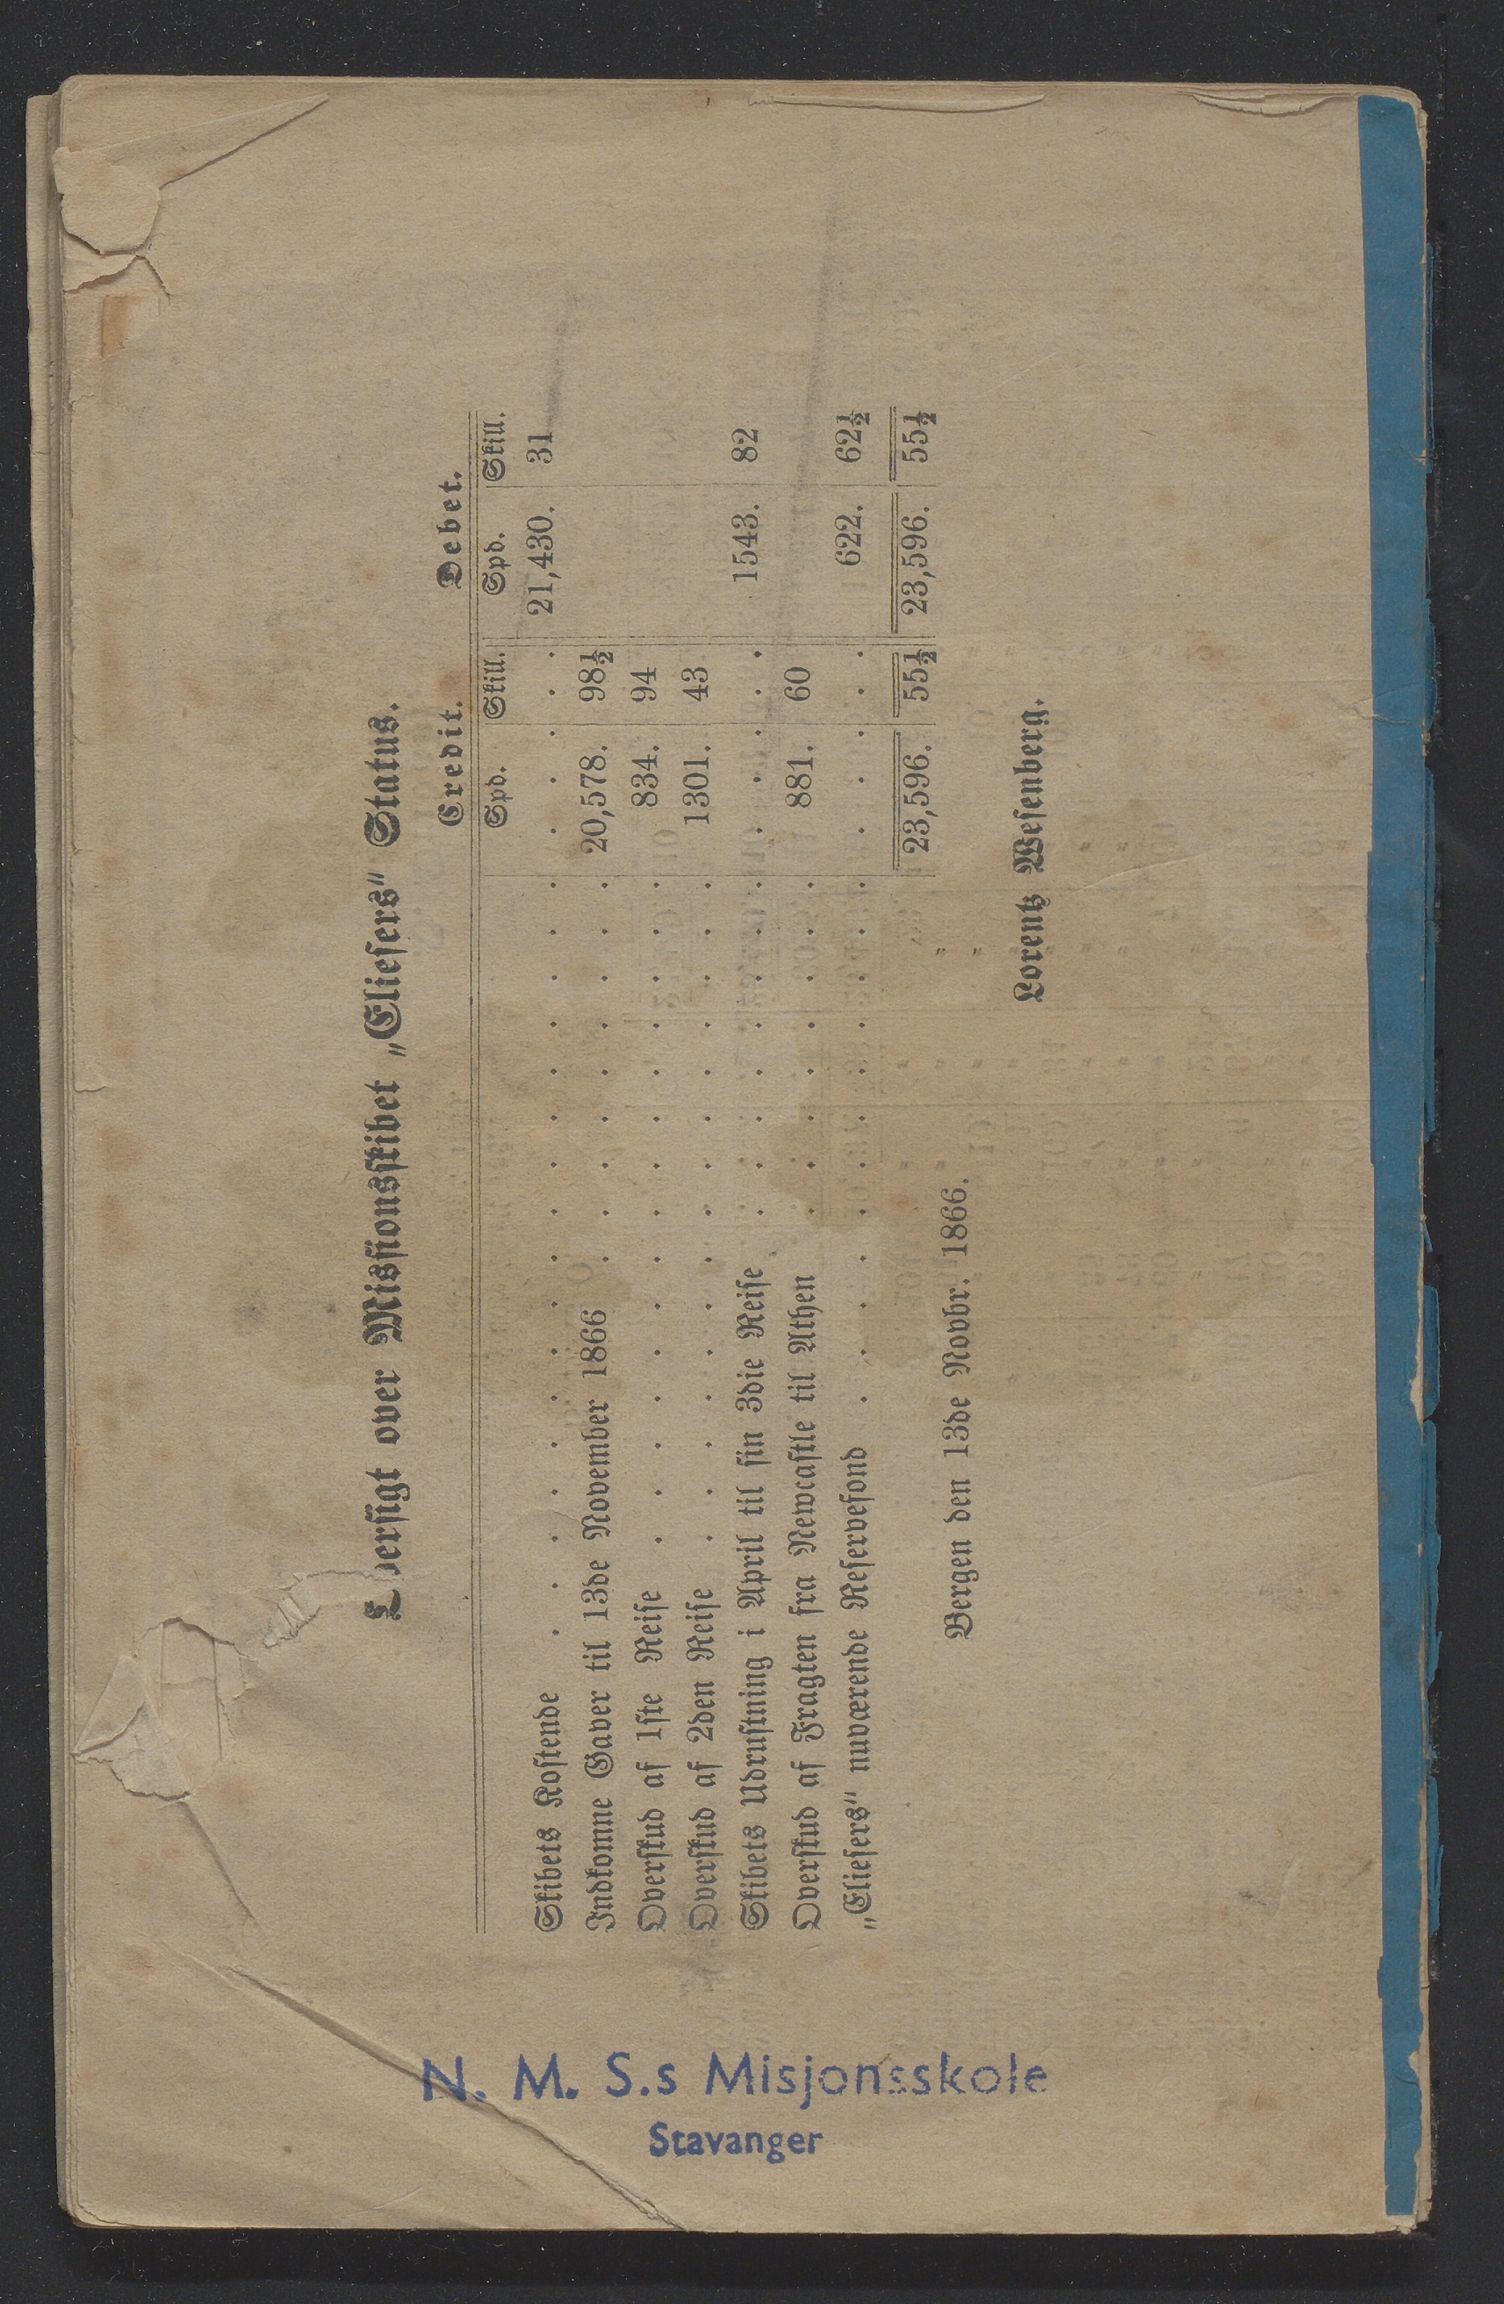 Oversigt over Missionsskibet „Eliesers" Status.
Credit. Debet.
Spd. Skill. Spd. Skill.
Skibets Kostende . . . . . 21,430. 31
Indkomne Gaver til 13de November 1866 . . . . . 20,578. 98½
Overskud af 1ste Reise . . . . . 834. 94
Overskud af 2den Reise . . . . . 1301. 43
Skibets Udrustning i April til sin 3die Reise . . . . . 1543. 82
Overskud af Fragten fra Newcastle til Athen . . . . . 881. 60
„Eliesers" nuværende Reservefond . . . . . 622. 62½
23,596. 55½ 23,596. 55½
Bergen den 13de Novbr. 1866.
Lorentz Wesenberg.
N. M. S.s Misjonsskole
Stavanger